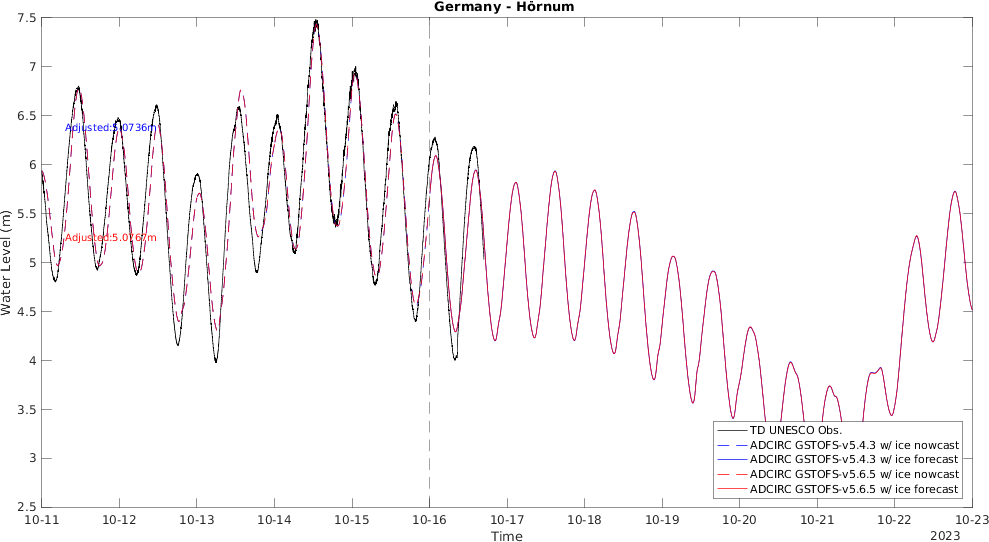 Germany - Hörnum
7.5
7
6.5
6
5.5
5
4.5
4
3.5
3
2.5
Water Level (m)
Adjusted:5.0736m
Adjusted:5.0767m
TD UNESCO Obs.
ADCIRC GSTOFS-v5.4.3 w/ ice nowcast
ADCIRC GSTOFS-v5.4.3 w/ ice forecast
ADCIRC GSTOFS-v5.6.5 w/ ice nowcast
ADCIRC GSTOFS-v5.6.5 w/ ice forecast
10-11 10-12 10-13 10-14 10-15 10-16 10-17 10-18 10-19 10-20 10-21 10-22 10-23
Time
2023